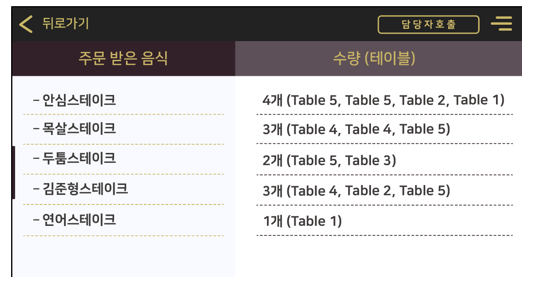 뒤로가기 담당자호출
주문 받은 음식 수량 (테이블)
– 안심스테이크 4개 (Table 5, Table 5, Table 2, Table 1)
– 목살스테이크 3개 (Table 4, Table 4, Table 5)
– 두툼스테이크 2개 (Table 5, Table 3)
– 김준형스테이크 3개 (Table 4, Table 2, Table 5)
– 연어스테이크 1개 (Table 1)